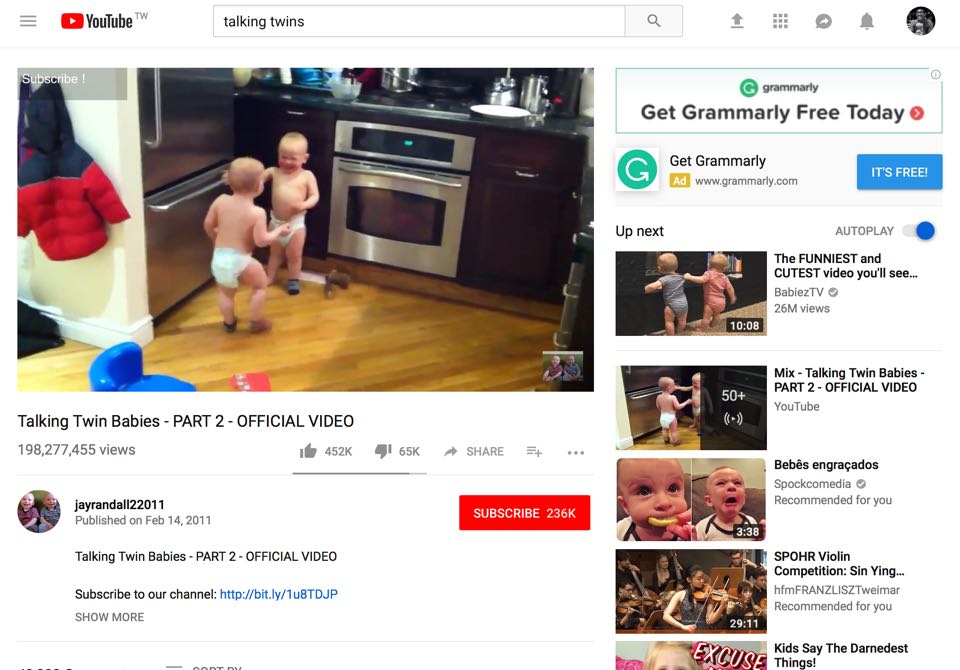 YouTube TW
talking twins
Subscribe !
grammarly
Get Grammarly Free Today
Get Grammarly
Ad www.grammarly.com
IT'S FREE!
Up next
AUTOPLAY
The FUNNIEST and
CUTEST video you'll see...
BabiezTV
26M views
10:08
Mix - Talking Twin Babies -
PART 2 - OFFICIAL VIDEO
YouTube
50+
Talking Twin Babies - PART 2 - OFFICIAL VIDEO
198,277,455 views
452K
65K
SHARE
Bebês engraçados
Spockcomedia
Recommended for you
3:38
jayrandall22011
Published on Feb 14, 2011
SUBSCRIBE 236K
Talking Twin Babies - PART 2 - OFFICIAL VIDEO
Subscribe to our channel: http://bit.ly/1u8TDJP
SHOW MORE
SPOHR Violin
Competition: Sin Ying...
hfmFRANZLISZTweimar
Recommended for you
29:11
Kids Say The Darnedest
Things!
EXCUSE
SORT BY